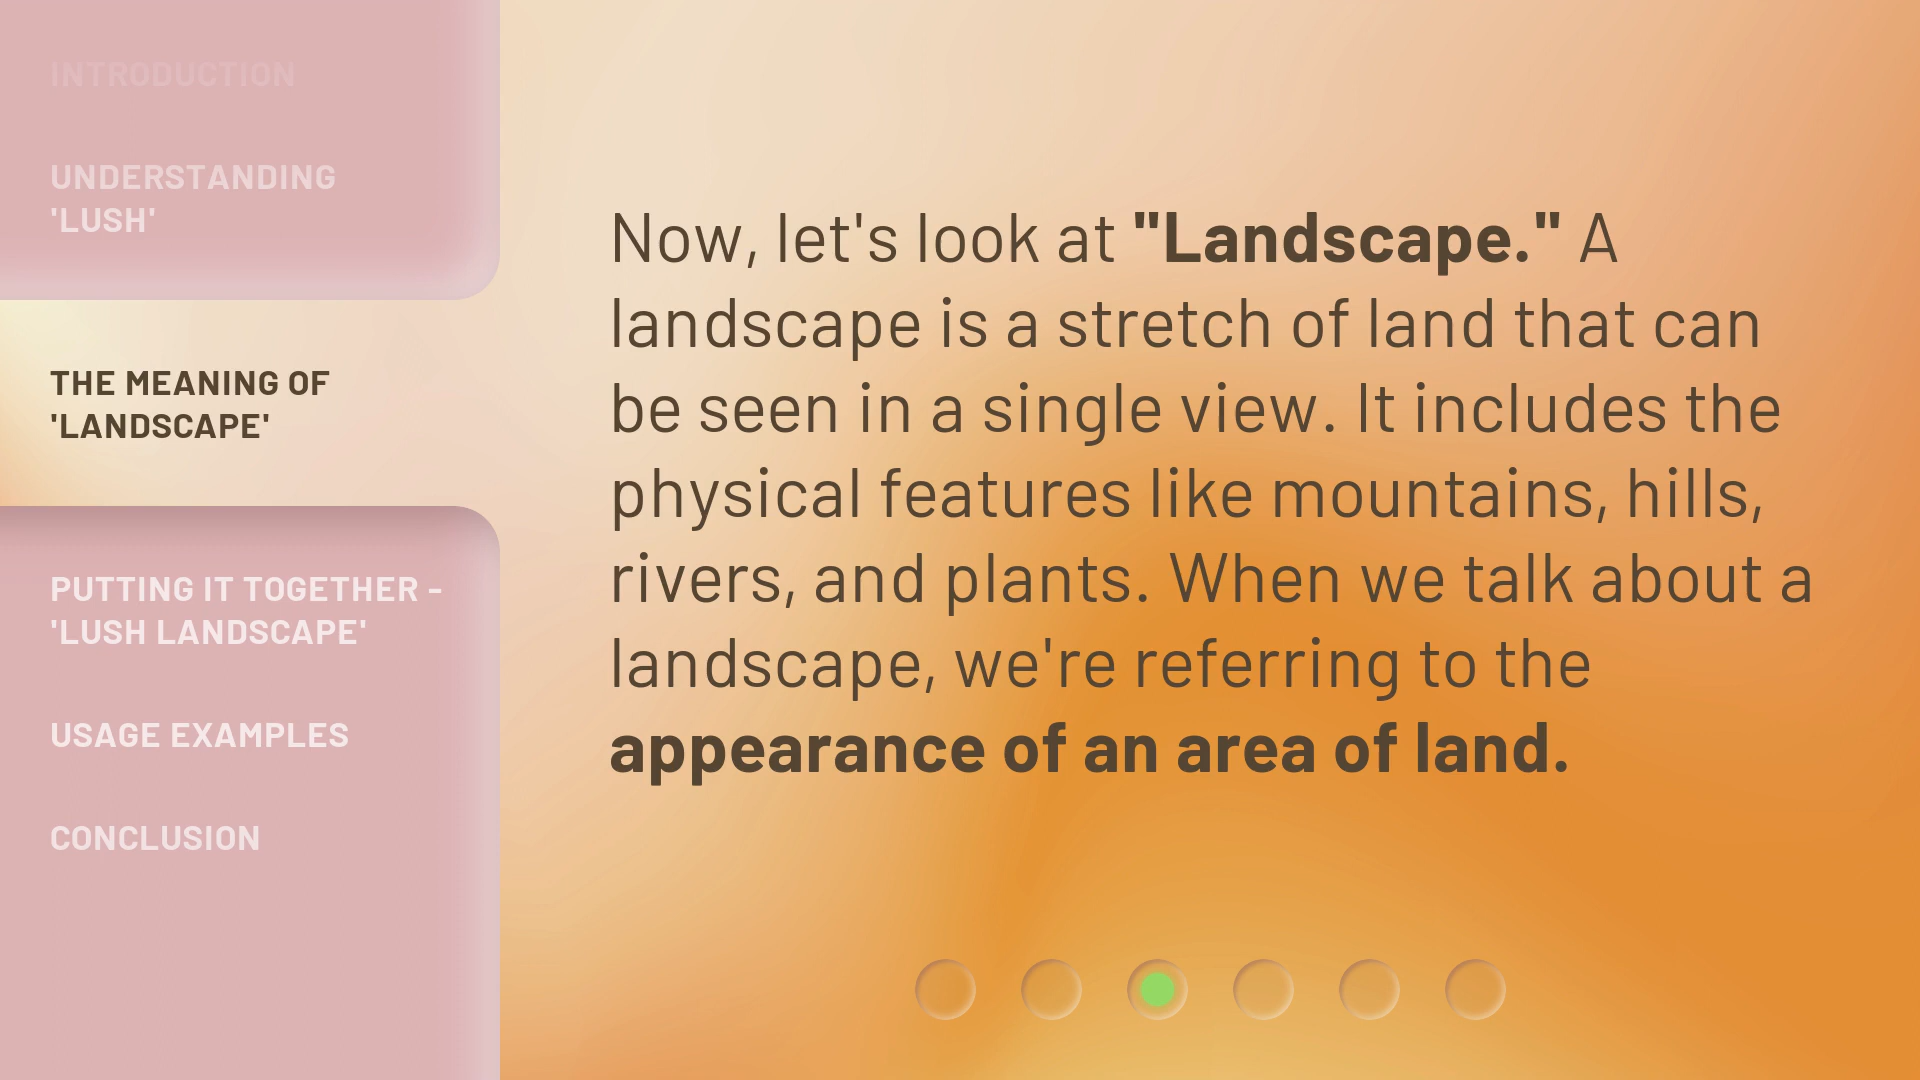 INTRODUCTION
UNDERSTANDING
'LUSH'
THE MEANING OF
'LANDSCAPE'
PUTTING IT TOGETHER -
'LUSH LANDSCAPE'
USAGE EXAMPLES
CONCLUSION
Now, let's look at "Landscape." A
landscape is a stretch of land that can
be seen in a single view. It includes the
physical features like mountains, hills,
rivers, and plants. When we talk about a
landscape, we're referring to the
appearance of an area of land.